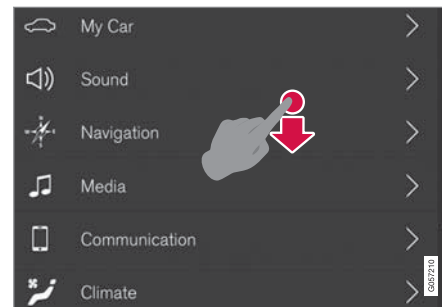 My Car
Sound
Navigation
Media
Communication
Climate
G057210